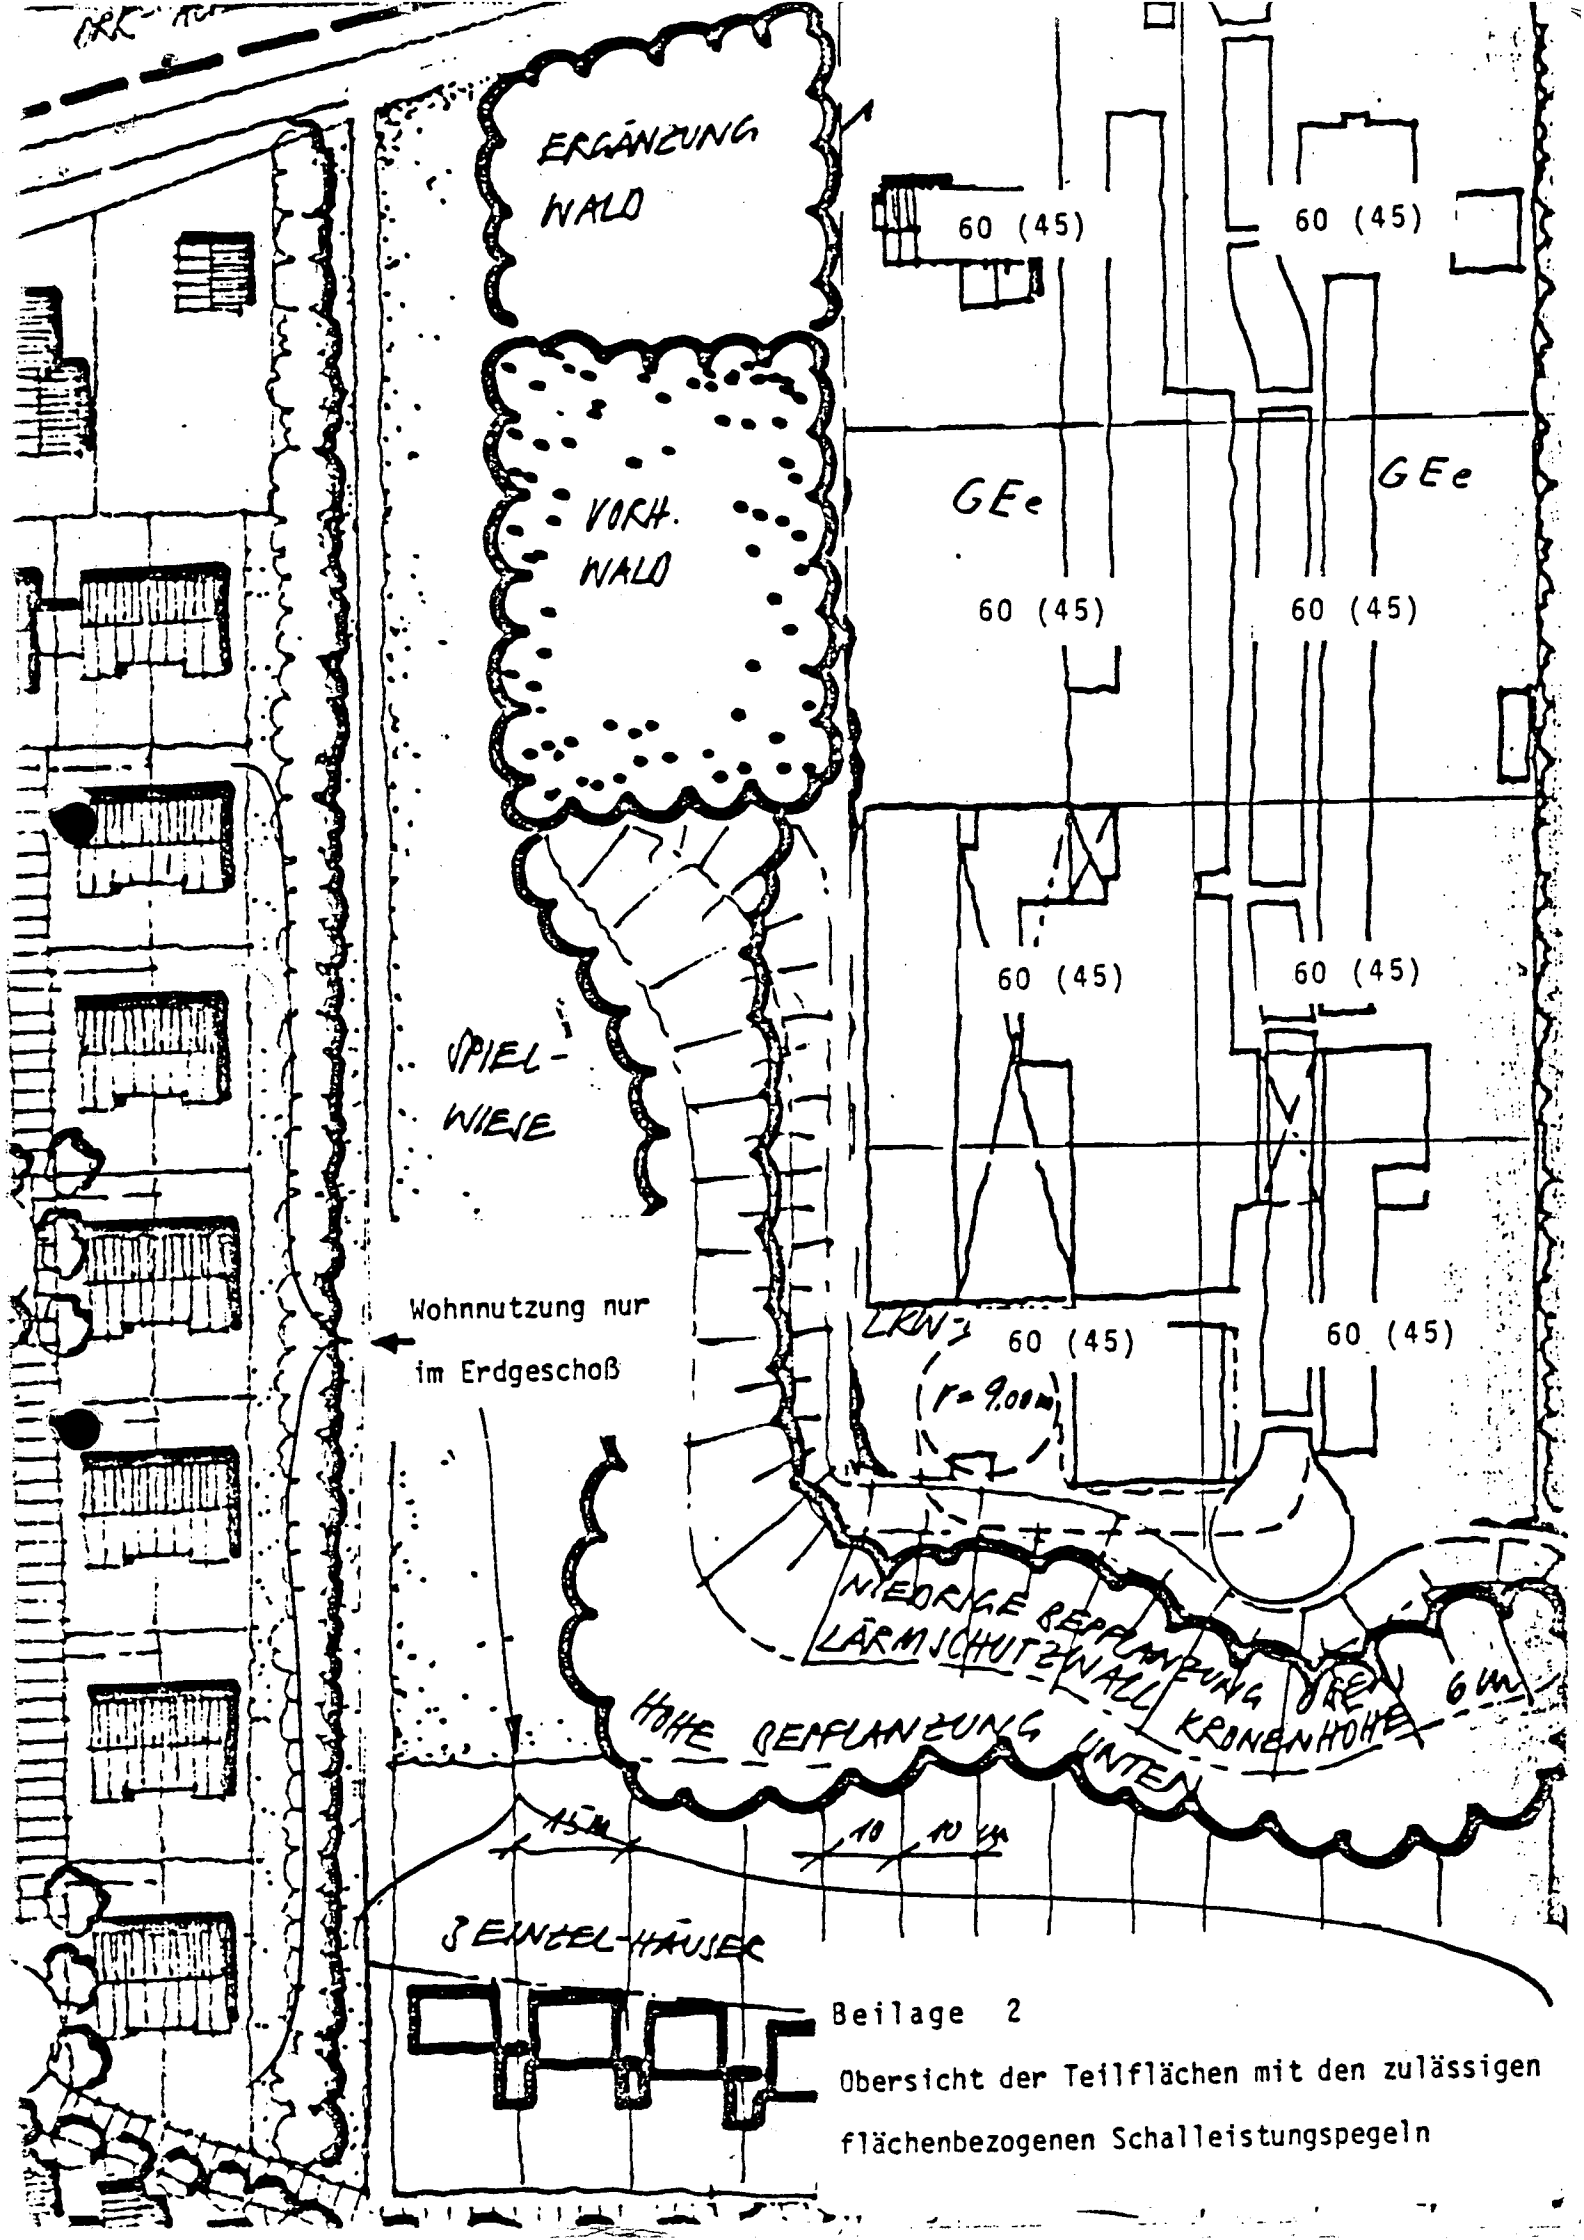 ERGÄNZUNG
WALD
60 (45)
60 (45)
GEe
GEe
VORH.
WALD
60 (45)
60 (45)
60 (45)
60 (45)
SPIEL-
WIESE
Wohnnutzung nur
im Erdgeschoß
LKW-
60 (45)
60 (45)
r = 9.00 m
NIEDRIGE BEPFLANZUNG OBEN
LÄRMSCHUTZWALL
KRONENHÖHE 6 m
HOHE BEPFLANZUNG UNTEN
15 m
10
10 m
3 EINZEL-HÄUSER
Beilage 2
Obersicht der Teilflächen mit den zulässigen
flächenbezogenen Schalleistungspegeln